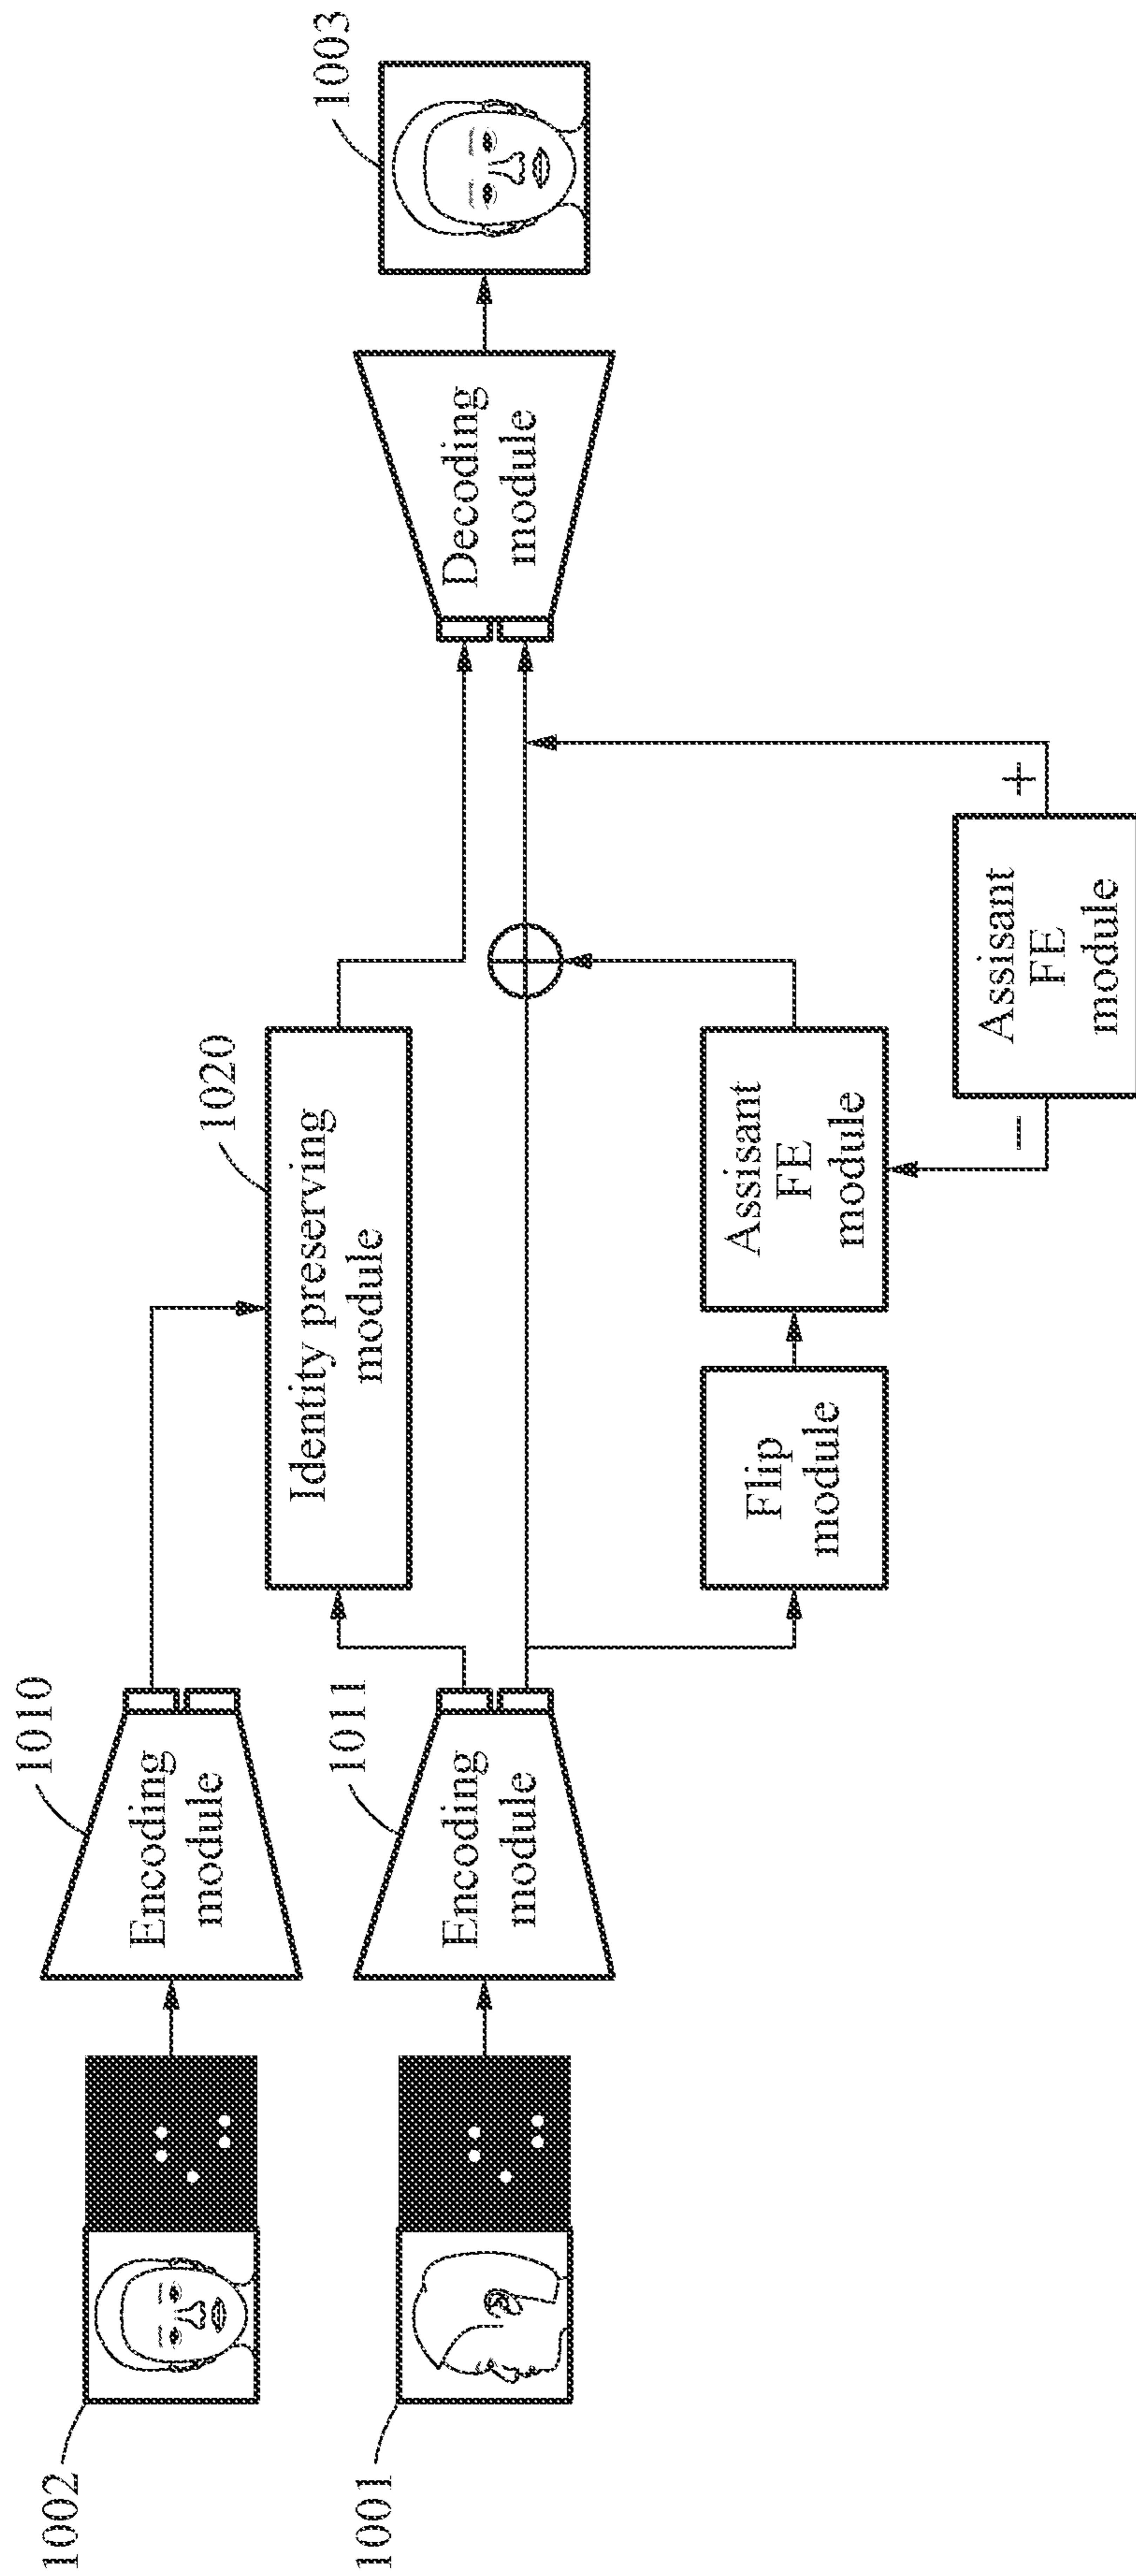 1002
1010
Encoding
module
1020
Identity preserving
module
1003
1001
1011
Encoding
module
Decoding
module
Flip
module
Assisant
FE
module
−
+
Assisant
FE
module